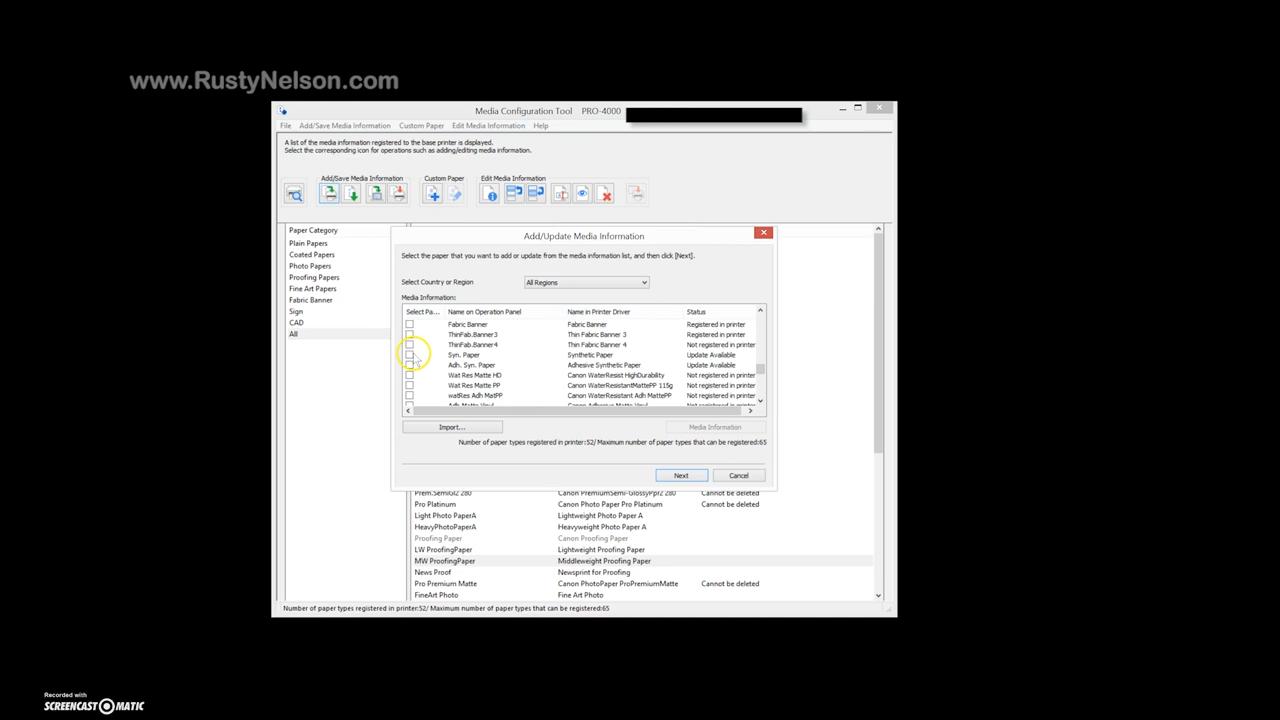 www.RustyNelson.com
Media Configuration Tool PRO-4000
File Add/Save Media Information Custom Paper Edit Media Information Help
A list of the media information registered to the base printer is displayed.
Select the corresponding icon for operations such as adding/editing media information.
Add/Save Media Information Custom Paper Edit Media Information
Paper Category
Plain Papers
Coated Papers
Photo Papers
Proofing Papers
Fine Art Papers
Fabric Banner
Sign
CAD
All
Add/Update Media Information
Select the paper that you want to add or update from the media information list, and then click [Next].
Select Country or Region All Regions
Media Information:
Select Pa... Name on Operation Panel Name in Printer Driver Status
Fabric Banner Fabric Banner Registered in printer
ThinFab.Banner3 Thin Fabric Banner 3 Registered in printer
ThinFab.Banner4 Thin Fabric Banner 4 Not registered in printer
Syn. Paper Synthetic Paper Update Available
Adh. Syn. Paper Adhesive Synthetic Paper Update Available
Wat Res Matte HD Canon WaterResist HighDurability Not registered in printer
Wat Res Matte PP Canon WaterResistantMattePP 115g Not registered in printer
watRes Adh MatPP Canon WaterResistant Adh MattePP Not registered in printer
Import... Media Information
Number of paper types registered in printer:52/ Maximum number of paper types that can be registered:65
Next Cancel
Prem.SemiGlz 280 Canon PremiumSemi-GlossyPpr2 280 Cannot be deleted
Pro Platinum Canon Photo Paper Pro Platinum Cannot be deleted
Light Photo PaperA Lightweight Photo Paper A
HeavyPhotoPaperA Heavyweight Photo Paper A
Proofing Paper Canon Proofing Paper
LW ProofingPaper Lightweight Proofing Paper
MW ProofingPaper Middleweight Proofing Paper
News Proof Newsprint for Proofing
Pro Premium Matte Canon PhotoPaper ProPremiumMatte Cannot be deleted
FineArt Photo Fine Art Photo
Number of paper types registered in printer:52/ Maximum number of paper types that can be registered:65
Recorded with
SCREENCAST MATIC